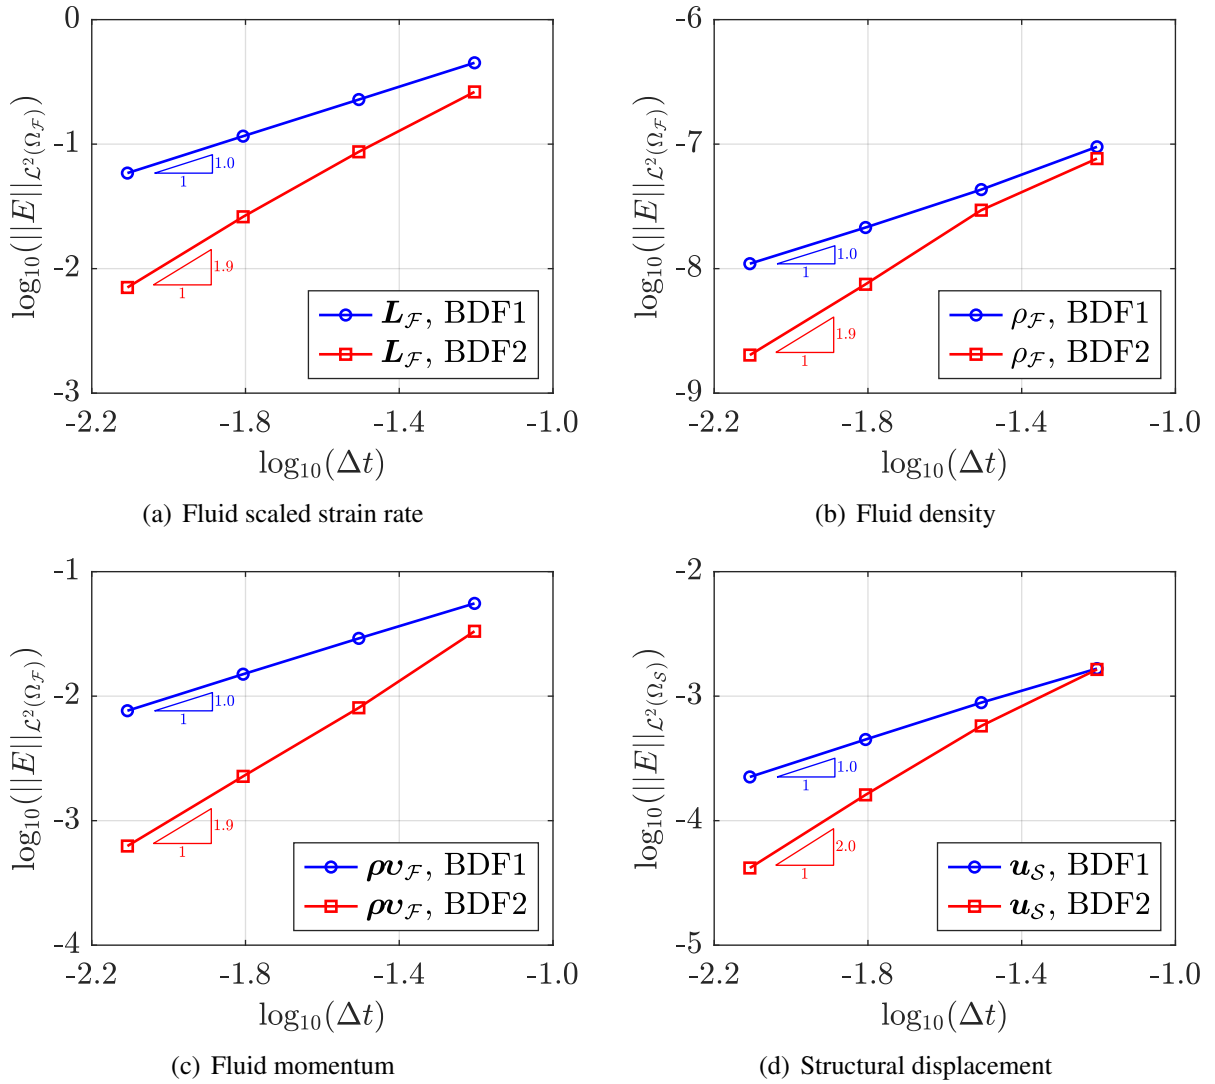 0
-1
-2
-3
-2.2 -1.8 -1.4 -1.0
log₁₀(||E||_{𝓛²(Ω_𝓕)})
log₁₀(Δt)
1.0
1
1.9
1
𝑳_𝓕, BDF1
𝑳_𝓕, BDF2
(a) Fluid scaled strain rate
-6
-7
-8
-9
-2.2 -1.8 -1.4 -1.0
log₁₀(||E||_{𝓛²(Ω_𝓕)})
log₁₀(Δt)
1.0
1
1.9
1
ρ_𝓕, BDF1
ρ_𝓕, BDF2
(b) Fluid density
-1
-2
-3
-4
-2.2 -1.8 -1.4 -1.0
log₁₀(||E||_{𝓛²(Ω_𝓕)})
log₁₀(Δt)
1.0
1
1.9
1
𝝆𝒗_𝓕, BDF1
𝝆𝒗_𝓕, BDF2
(c) Fluid momentum
-2
-3
-4
-5
-2.2 -1.8 -1.4 -1.0
log₁₀(||E||_{𝓛²(Ω_𝓢)})
log₁₀(Δt)
1.0
1
2.0
1
𝒖_𝓢, BDF1
𝒖_𝓢, BDF2
(d) Structural displacement